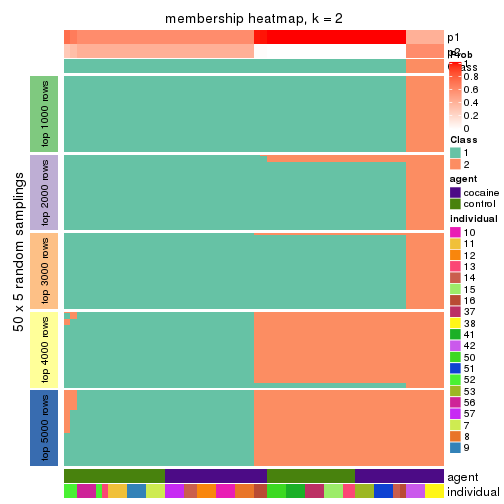 membership heatmap, k = 2
p1
p2
Class
50 x 5 random samplings
top 1000 rows
top 2000 rows
top 3000 rows
top 4000 rows
top 5000 rows
agent
individual
Prob
1
0.8
0.6
0.4
0.2
0
Class
1
2
agent
cocaine
control
individual
10
11
12
13
14
15
16
37
38
41
42
50
51
52
53
56
57
7
8
9